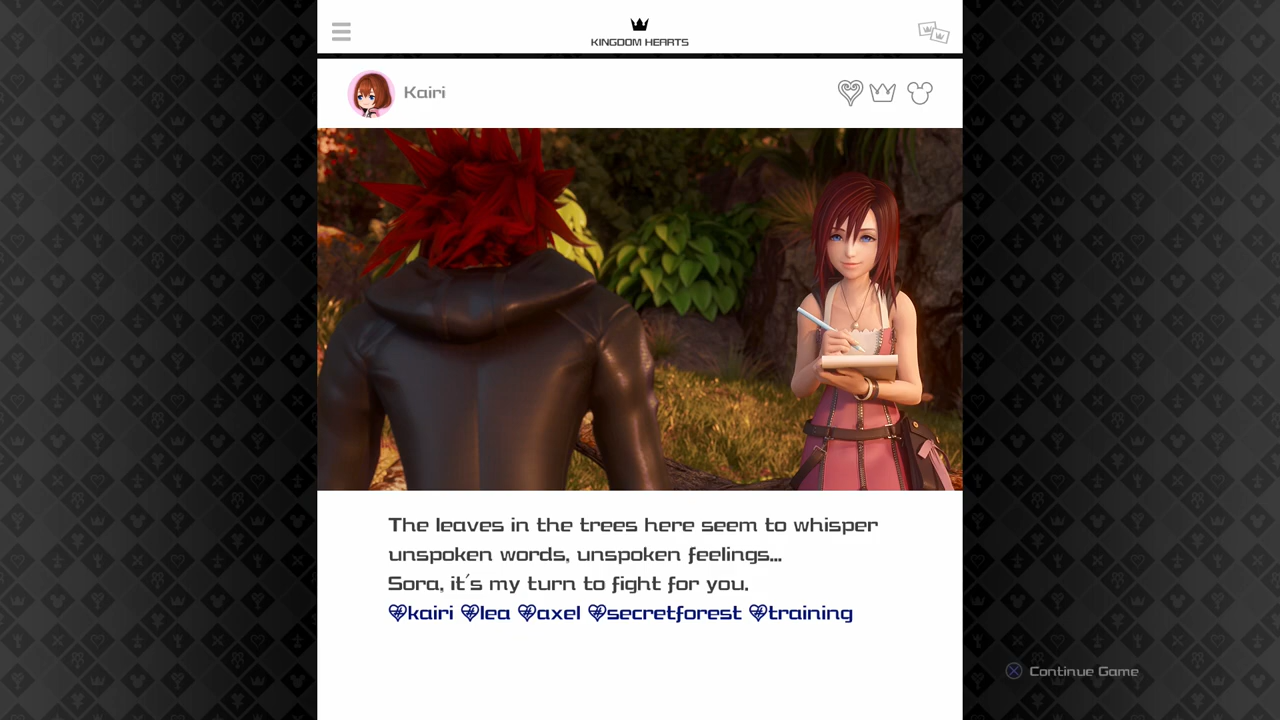 KINGDOM HEARTS
Kairi
The leaves in the trees here seem to whisper
unspoken words, unspoken feelings...
Sora, it's my turn to fight for you.
#kairi #lea #axel #secretforest #training
Continue Game